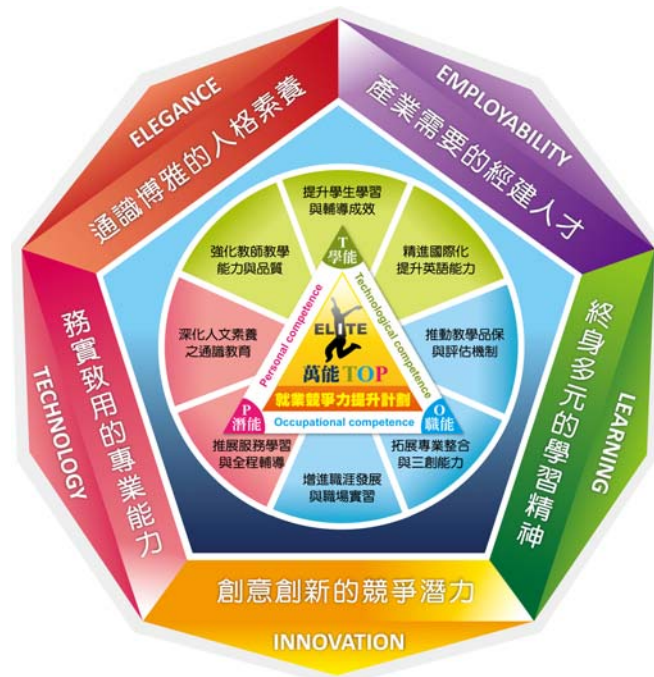 ELEGANCE
通識博雅的人格素養
EMPLOYABILITY
產業需要的經建人才
LEARNING
終身多元的學習精神
INNOVATION
創意創新的競爭潛力
TECHNOLOGY
務實致用的專業能力
提升學生學習
與輔導成效
精進國際化
提升英語能力
推動教學品保
與評估機制
拓展專業整合
與三創能力
增進職涯發展
與職場實習
推展服務學習
與全程輔導
深化人文素養
之通識教育
強化教師教學
能力與品質
T
學能
Personal competence
Technological competence
ELITE
萬能TOP
就業競爭力提升計劃
P
潛能
O
職能
Occupational competence